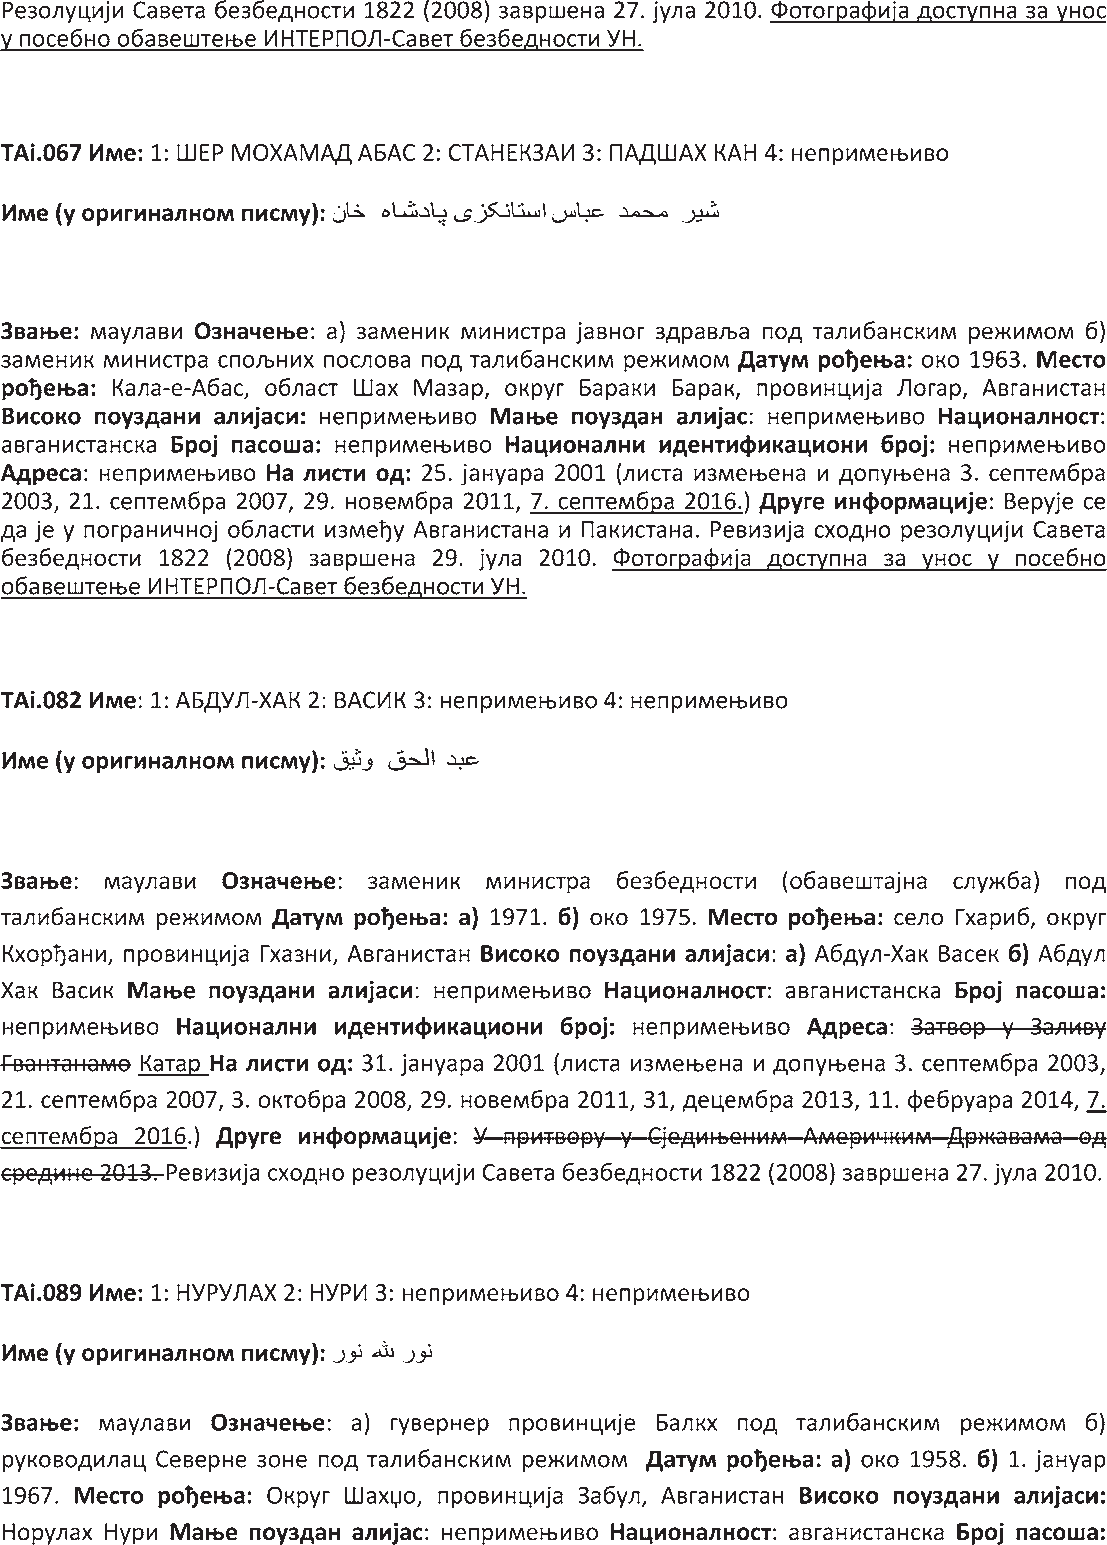 Резолуцији Савета безбедности 1822 (2008) завршена 27. јула 2010. Фотографија доступна за унос
у посебно обавештење ИНТЕРПОЛ-Савет безбедности УН.
TAi.067 Име: 1: ШЕР МОХАМАД АБАС 2: СТАНЕКЗАИ 3: ПАДШАХ КАН 4: непримењиво
Име (у оригиналном писму): شیر محمد عباس استانکزی پادشاه خان
Звање: маулави Означење: а) заменик министра јавног здравља под талибанским режимом б)
заменик министра спољних послова под талибанским режимом Датум рођења: око 1963. Место
рођења: Кала-е-Абас, област Шах Мазар, округ Бараки Барак, провинција Логар, Авганистан
Високо поуздани алијаси: непримењиво Мање поуздан алијас: непримењиво Националност:
авганистанска Број пасоша: непримењиво Национални идентификациони број: непримењиво
Адреса: непримењиво На листи од: 25. јануара 2001 (листа измењена и допуњена 3. септембра
2003, 21. септембра 2007, 29. новембра 2011, 7. септембра 2016.) Друге информације: Верује се
да је у пограничној области између Авганистана и Пакистана. Ревизија сходно резолуцији Савета
безбедности 1822 (2008) завршена 29. јула 2010. Фотографија доступна за унос у посебно
обавештење ИНТЕРПОЛ-Савет безбедности УН.
TAi.082 Име: 1: АБДУЛ-ХАК 2: ВАСИК 3: непримењиво 4: непримењиво
Име (у оригиналном писму): عبد الحق وثيق
Звање: маулави Означење: заменик министра безбедности (обавештајна служба) под
талибанским режимом Датум рођења: а) 1971. б) око 1975. Место рођења: село Гхариб, округ
Кхорђани, провинција Гхазни, Авганистан Високо поуздани алијаси: а) Абдул-Хак Васек б) Абдул
Хак Васик Мање поуздани алијаси: непримењиво Националност: авганистанска Број пасоша:
непримењиво Национални идентификациони број: непримењиво Адреса: Затвор у Заливу
Гвантанамо Катар На листи од: 31. јануара 2001 (листа измењена и допуњена 3. септембра 2003,
21. септембра 2007, 3. октобра 2008, 29. новембра 2011, 31, децембра 2013, 11. фебруара 2014, 7.
септембра 2016.) Друге информације: У притвору у Сједињеним Америчким Државама од
средине 2013. Ревизија сходно резолуцији Савета безбедности 1822 (2008) завршена 27. јула 2010.
TAi.089 Име: 1: НУРУЛАХ 2: НУРИ 3: непримењиво 4: непримењиво
Име (у оригиналном писму): نور لله نور
Звање: маулави Означење: а) гувернер провинције Балкх под талибанским режимом б)
руководилац Северне зоне под талибанским режимом Датум рођења: а) око 1958. б) 1. јануар
1967. Место рођења: Округ Шахџо, провинција Забул, Авганистан Високо поуздани алијаси:
Норулах Нури Мање поуздан алијас: непримењиво Националност: авганистанска Број пасоша: